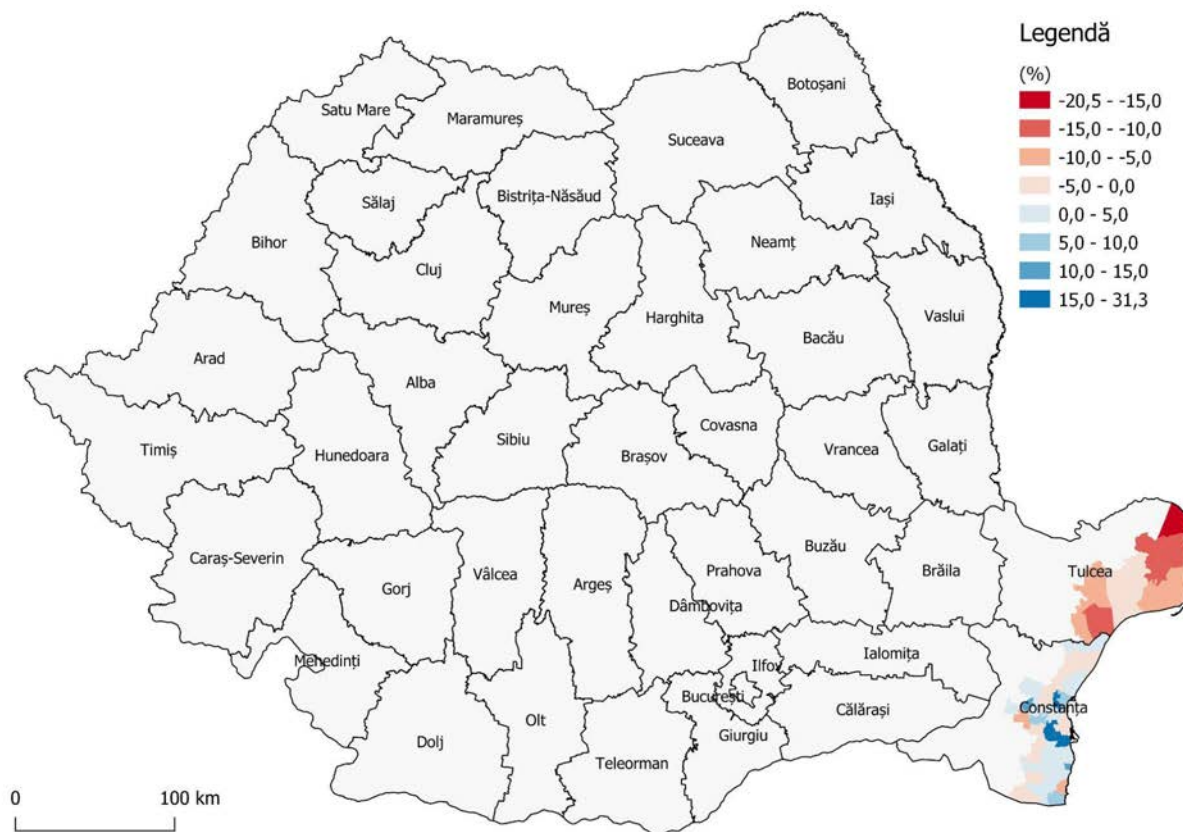 Legendă
(%)
-20,5 - -15,0
-15,0 - -10,0
-10,0 - -5,0
-5,0 - 0,0
0,0 - 5,0
5,0 - 10,0
10,0 - 15,0
15,0 - 31,3
Botoșani
Satu Mare
Maramureș
Suceava
Bistrița-Năsăud
Iași
Sălaj
Bihor
Neamț
Cluj
Mureș
Harghita
Vaslui
Bacău
Arad
Alba
Covasna
Sibiu
Brașov
Vrancea
Galați
Timiș
Hunedoara
Caraș-Severin
Gorj
Vâlcea
Argeș
Prahova
Dâmbovița
Buzău
Brăila
Tulcea
Mehedinți
Ilfov
Ialomița
București
Călărași
Constanța
Giurgiu
Olt
Dolj
Teleorman
0 100 km